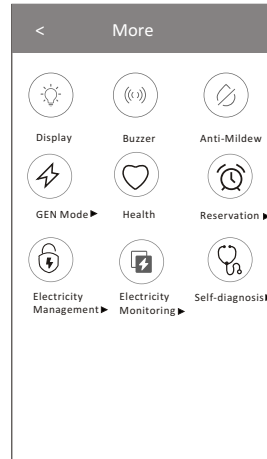 < More
Display Buzzer Anti-Mildew
GEN Mode▶ Health Reservation ▶
Electricity Electricity Self-diagnosis▶
Management▶ Monitoring ▶